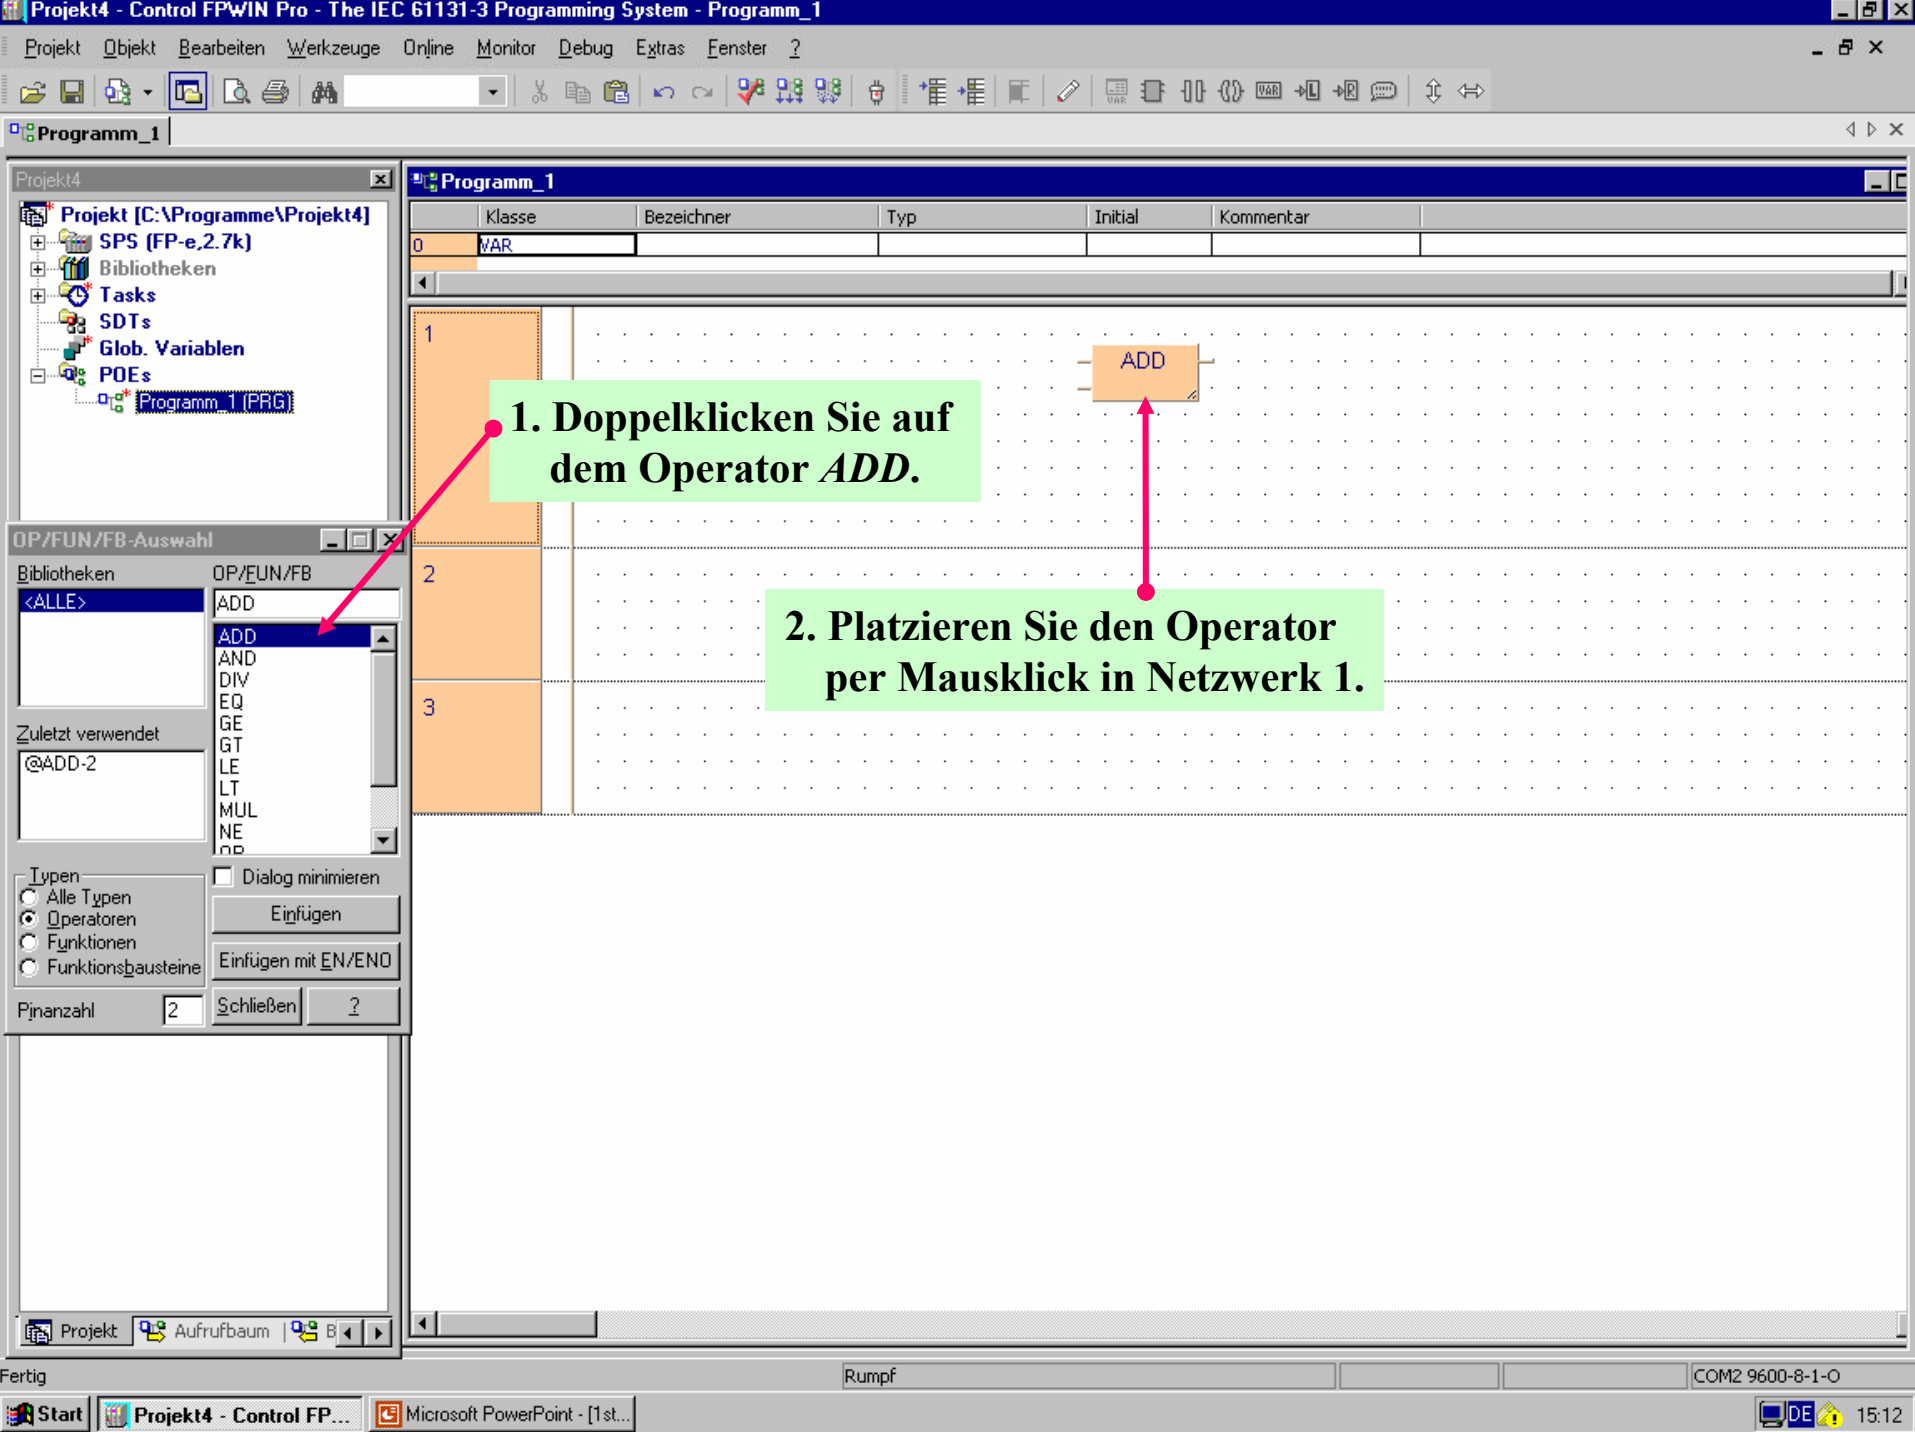 Projekt4 - Control FPWIN Pro - The IEC 61131-3 Programming System - Programm_1
Projekt Objekt Bearbeiten Werkzeuge Online Monitor Debug Extras Fenster ?
Programm_1
Projekt4
Projekt [C:\Programme\Projekt4]
SPS (FP-e,2.7k)
Bibliotheken
Tasks
SDTs
Glob. Variablen
POEs
Programm_1 (PRG)
Programm_1
Klasse Bezeichner Typ Initial Kommentar
0 VAR
1
ADD
1. Doppelklicken Sie auf
dem Operator ADD.
2
2. Platzieren Sie den Operator
per Mausklick in Netzwerk 1.
3
OP/FUN/FB-Auswahl
Bibliotheken
<ALLE>
Zuletzt verwendet
@ADD-2
OP/FUN/FB
ADD
ADD
AND
DIV
EQ
GE
GT
LE
LT
MUL
NE
OR
Typen
Alle Typen
Operatoren
Funktionen
Funktionsbausteine
Pinanzahl 2
Dialog minimieren
Einfügen
Einfügen mit EN/ENO
Schließen ?
Projekt Aufrufbaum B
Fertig Rumpf COM2 9600-8-1-O
Start Projekt4 - Control FP... Microsoft PowerPoint - [1st... DE 15:12